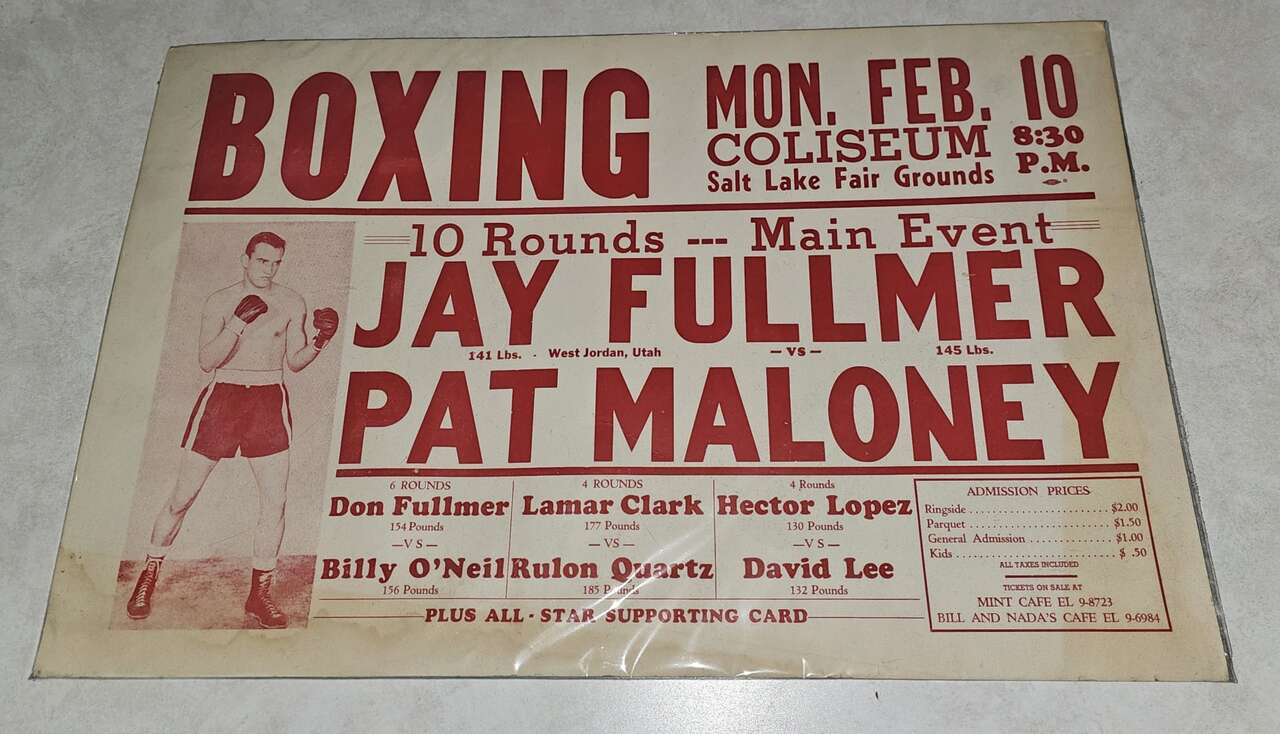 BOXING
MON. FEB. 10
COLISEUM
Salt Lake Fair Grounds
8:30
P.M.
10 Rounds --- Main Event
JAY FULLMER
141 Lbs. - West Jordan, Utah — VS — 145 Lbs.
PAT MALONEY
6 ROUNDS
Don Fullmer
154 Pounds
— V S —
Billy O'Neil
156 Pounds
4 ROUNDS
Lamar Clark
177 Pounds
— VS —
Rulon Quartz
185 Pounds
4 Rounds
Hector Lopez
130 Pounds
—V S—
David Lee
132 Pounds
PLUS ALL - STAR SUPPORTING CARD
ADMISSION PRICES
Ringside ........................ $2.00
Parquet ......................... $1.50
General Admission .............. $1.00
Kids ............................ $ .50
ALL TAXES INCLUDED
TICKETS ON SALE AT
MINT CAFE EL 9-8723
BILL AND NADA'S CAFE EL 9-6984